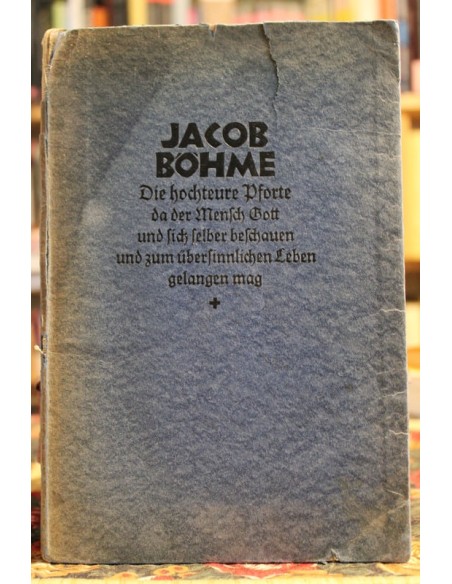 JACOB
BÖHME
Die hochteure Pforte
da der Mensch Gott
und sich selber beschauen
und zum übersinnlichen Leben
gelangen mag